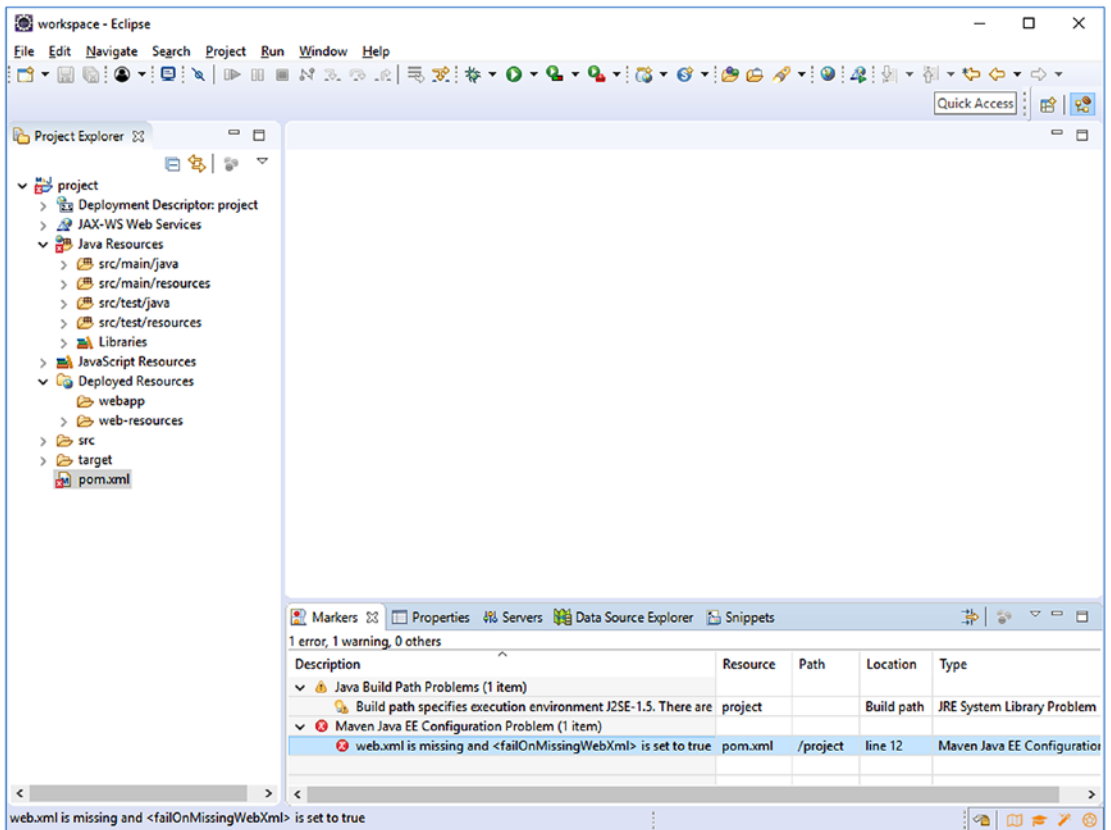 workspace - Eclipse
File Edit Navigate Search Project Run Window Help
Quick Access
Project Explorer
project
Deployment Descriptor: project
JAX-WS Web Services
Java Resources
src/main/java
src/main/resources
src/test/java
src/test/resources
Libraries
JavaScript Resources
Deployed Resources
webapp
web-resources
src
target
pom.xml
Markers Properties Servers Data Source Explorer Snippets
1 error, 1 warning, 0 others
Description Resource Path Location Type
Java Build Path Problems (1 item)
Build path specifies execution environment J2SE-1.5. There are project Build path JRE System Library Problem
Maven Java EE Configuration Problem (1 item)
web.xml is missing and <failOnMissingWebXml> is set to true pom.xml /project line 12 Maven Java EE Configuration
web.xml is missing and <failOnMissingWebXml> is set to true